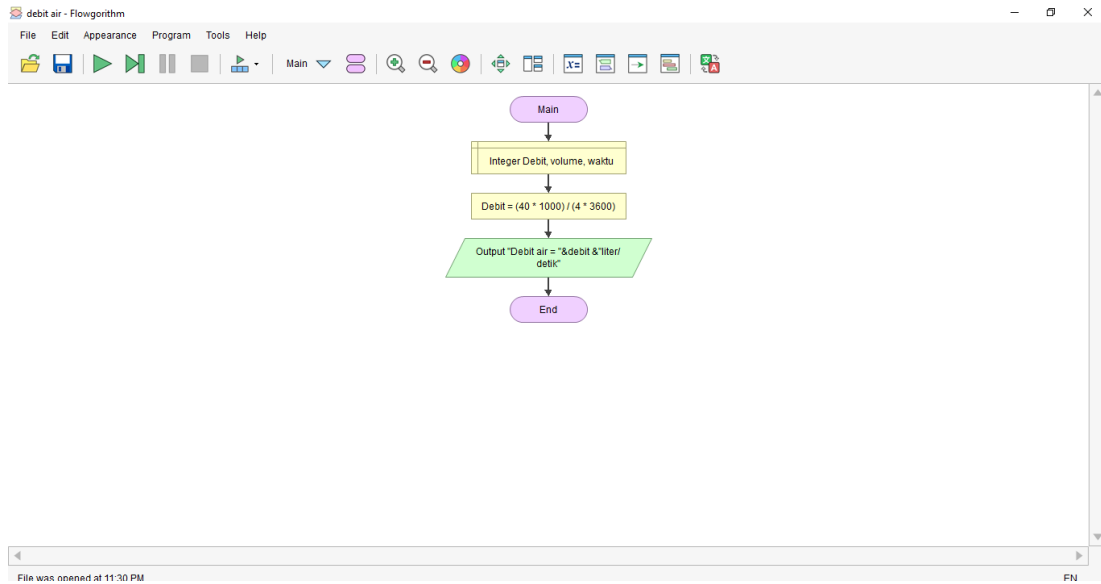 debit air - Flowgorithm
File Edit Appearance Program Tools Help
Main
x=
Main
Integer Debit, volume, waktu
Debit = (40 * 1000) / (4 * 3600)
Output "Debit air = "&debit &"liter/
detik"
End
File was opened at 11:30 PM
EN